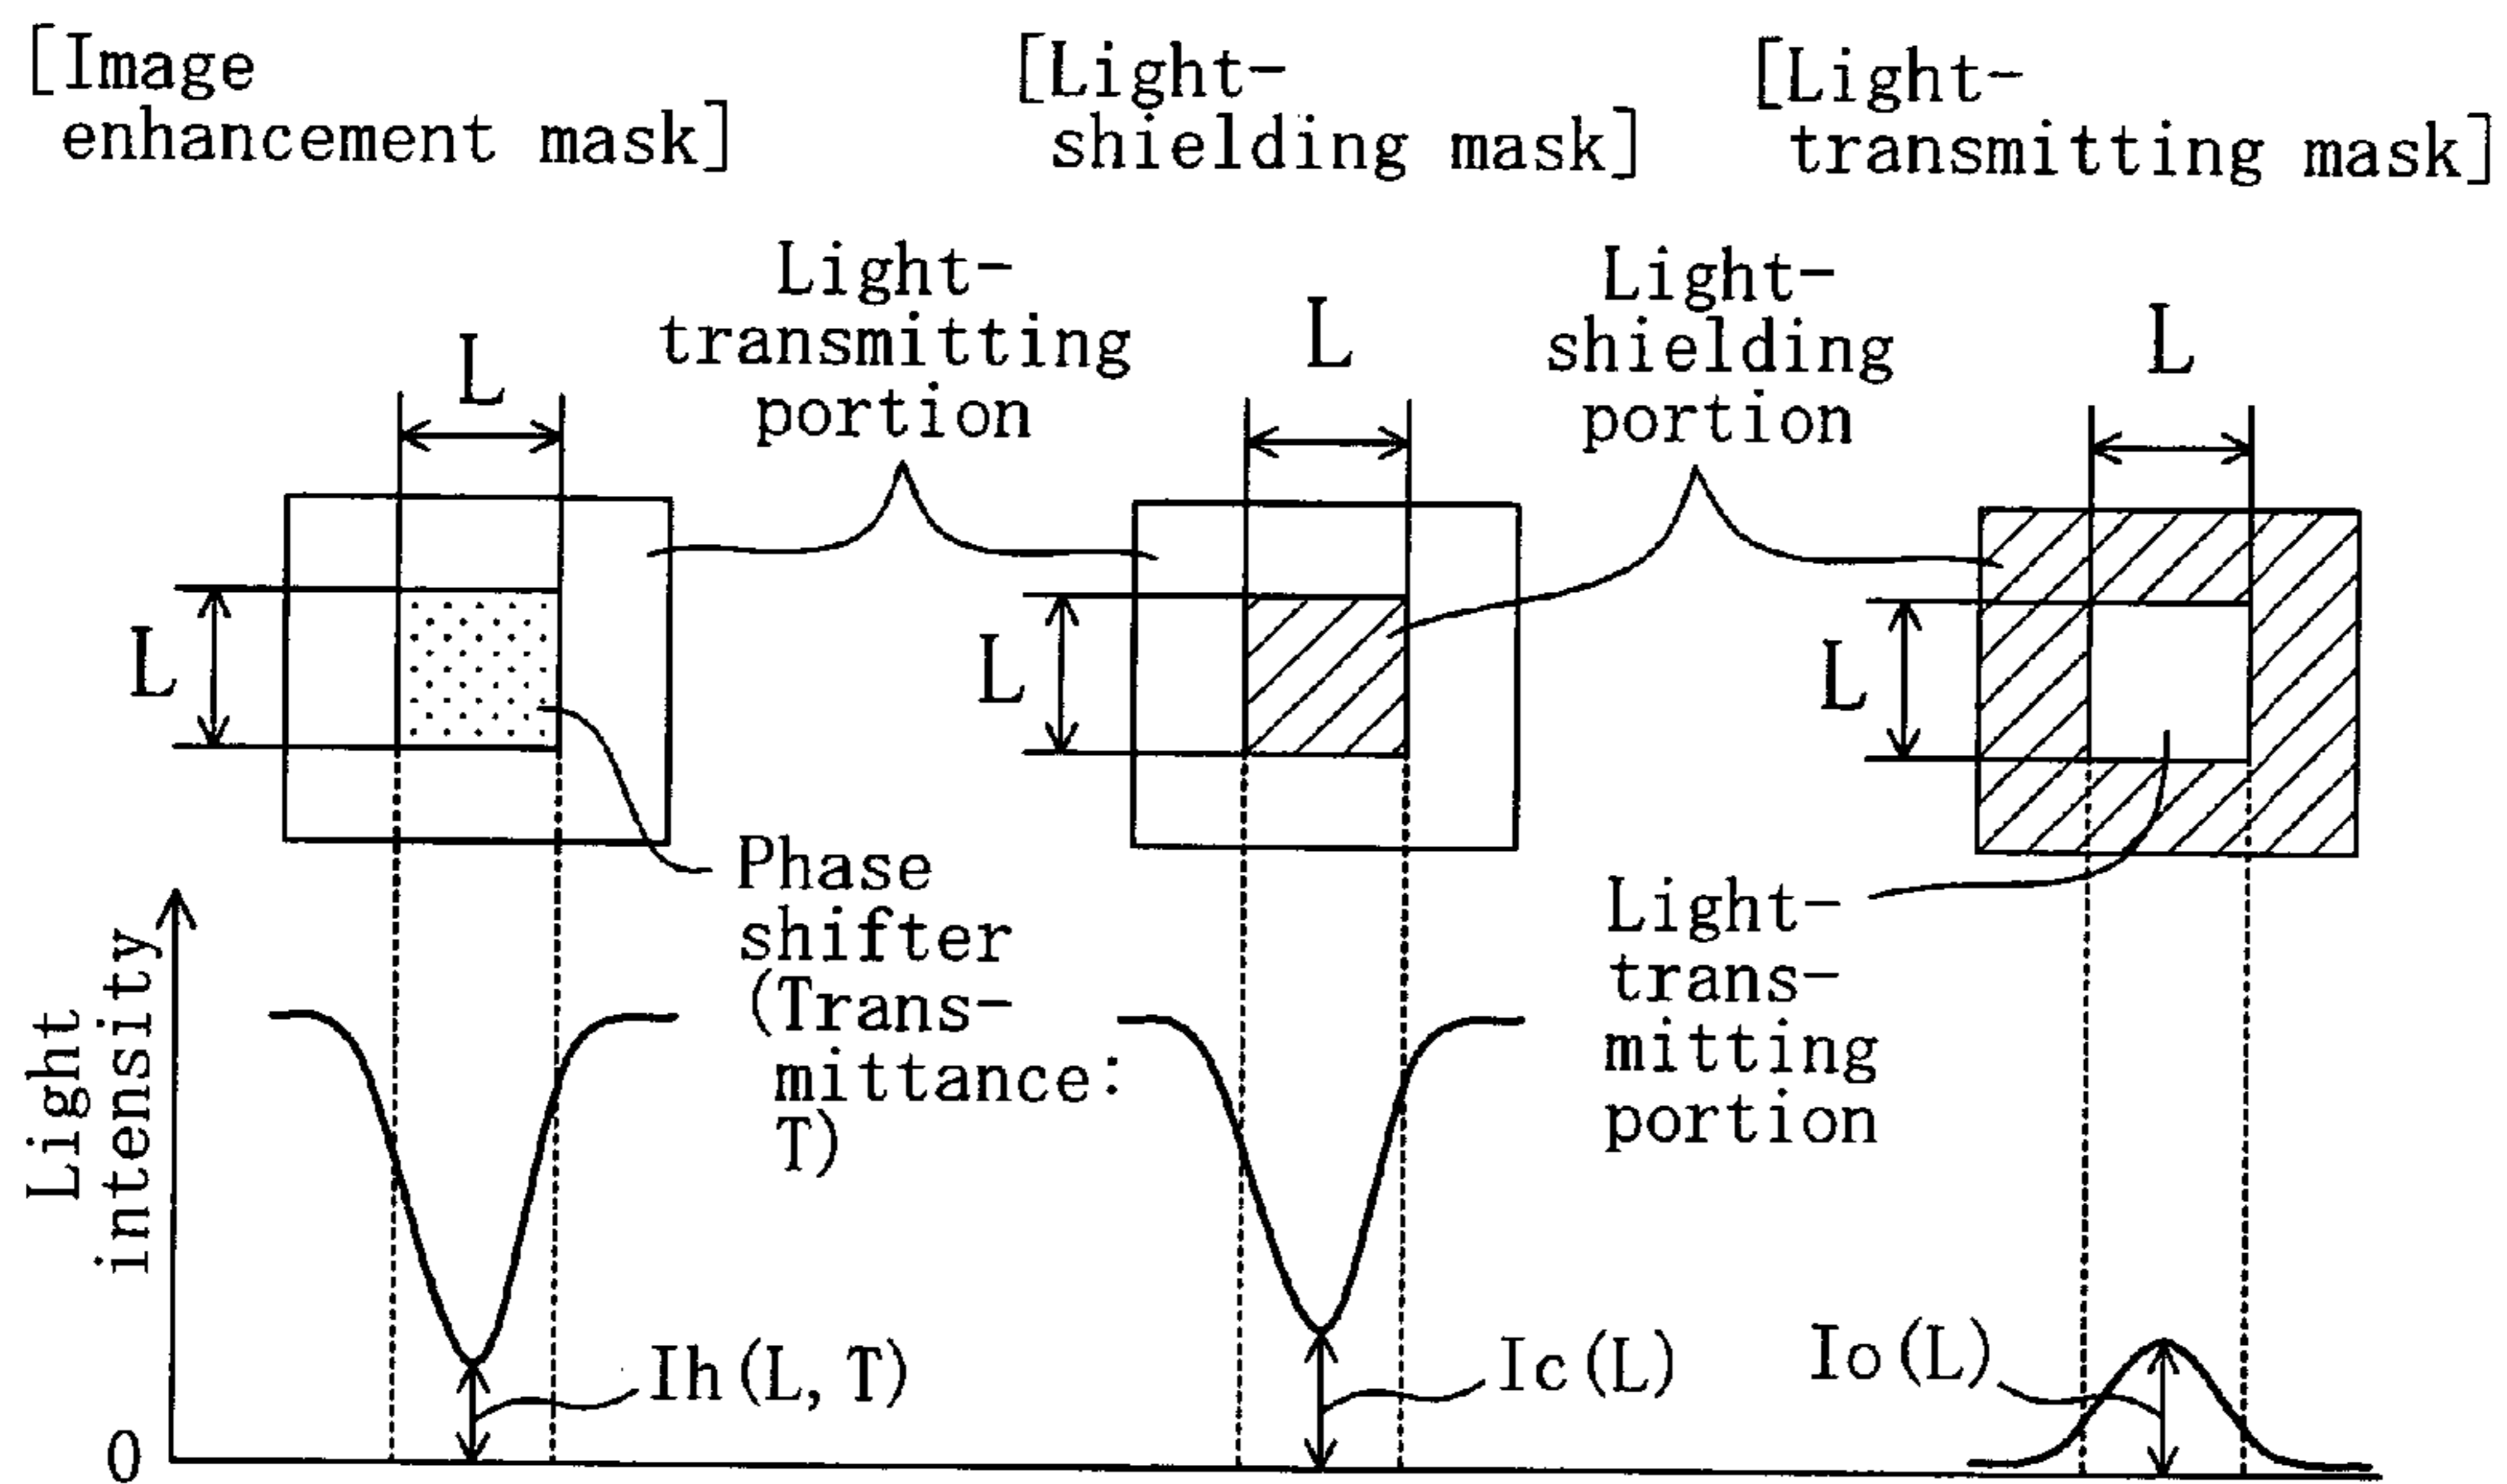 [Image
enhancement mask]
[Light-
shielding mask]
[Light-
transmitting mask]
Light-
transmitting
portion
Light-
shielding
portion
L
L
L
L
L
L
Phase
shifter
(Trans-
mittance:
T)
Light-
trans-
mitting
portion
Light
intensity
Ih(L, T)
Ic(L)
Io(L)
0